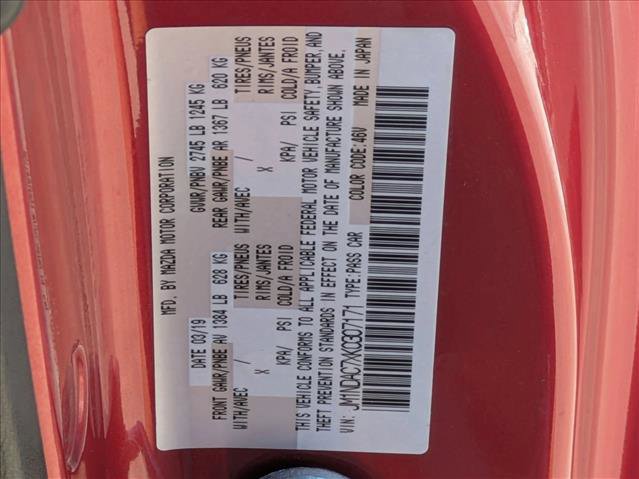 MFD. BY MAZDA MOTOR CORPORATION
DATE 03/19 GVWR/PNBV 2745 LB 1245 KG
FRONT GAWR/PNBE AV 1384 LB 628 KG REAR GAWR/PNBE AR 1367 LB 620 KG
WITH/AVEC / TIRES/PNEUS WITH/AVEC / TIRES/PNEUS
X RIMS/JANTES X RIMS/JANTES
KPA/ PSI COLD/A FROID KPA/ PSI COLD/A FROID
THIS VEHICLE CONFORMS TO ALL APPLICABLE FEDERAL MOTOR VEHICLE SAFETY, BUMPER, AND
THEFT PREVENTION STANDARDS IN EFFECT ON THE DATE OF MANUFACTURE SHOWN ABOVE.
VIN: JM1NDAC7XKC307171 TYPE:PASS CAR COLOR CODE:46V MADE IN JAPAN